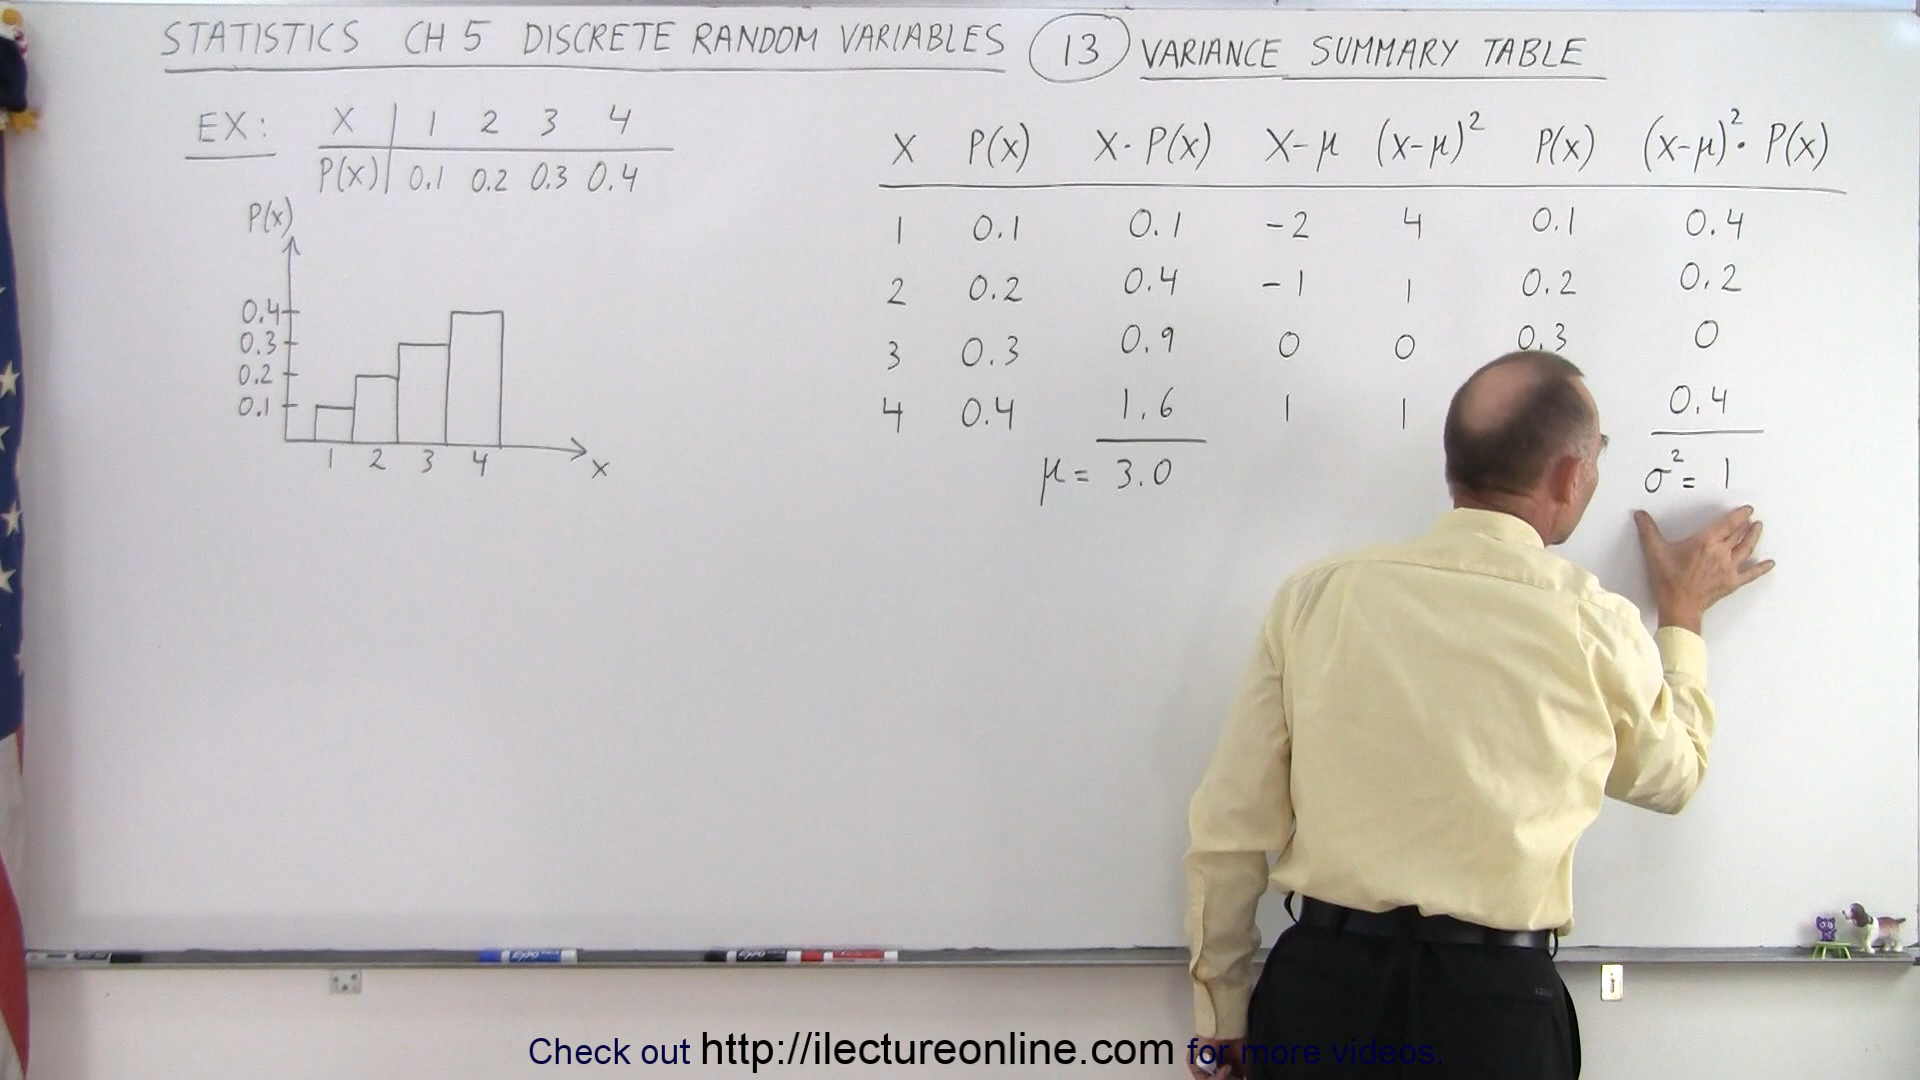 STATISTICS CH 5 DISCRETE RANDOM VARIABLES 13 VARIANCE SUMMARY TABLE
EX: X 1 2 3 4
P(x) 0.1 0.2 0.3 0.4
P(x)
0.4
0.3
0.2
0.1
1 2 3 4 x
X P(x) X· P(x) X-μ (x-μ)² P(x) (x-μ)²· P(x)
1 0.1 0.1 -2 4 0.1 0.4
2 0.2 0.4 -1 1 0.2 0.2
3 0.3 0.9 0 0 0.3 0
4 0.4 1.6 1 1 0.4
μ = 3.0 σ² = 1
Check out http://ilectureonline.com for more videos.